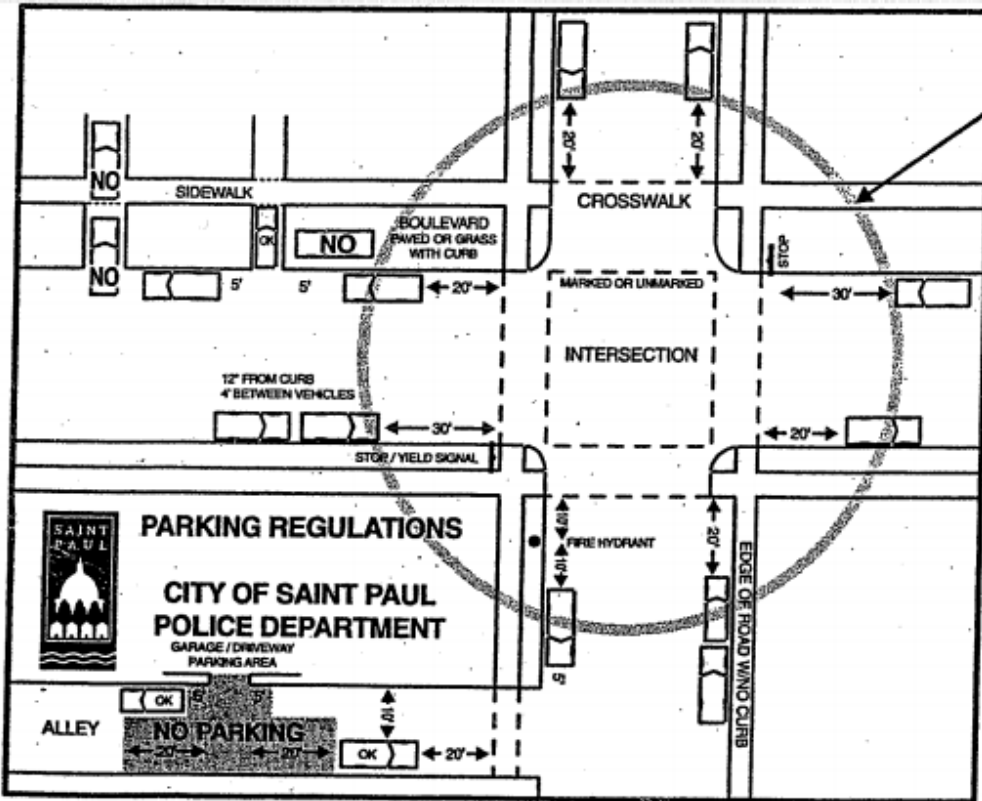 20'
20'
NO
SIDEWALK
CROSSWALK
OK
BOULEVARD
PAVED OR GRASS
WITH CURB
NO
STOP
NO
5'
5'
20'
MARKED OR UNMARKED
30'
INTERSECTION
12" FROM CURB
4' BETWEEN VEHICLES
30'
20'
STOP / YIELD SIGNAL
SAINT
PAUL
PARKING REGULATIONS
CITY OF SAINT PAUL
POLICE DEPARTMENT
10'
FIRE HYDRANT
10'
20'
EDGE OF ROAD W/NO CURB
5'
GARAGE / DRIVEWAY
PARKING AREA
OK
5'
5'
ALLEY
NO PARKING
20'
20'
10'
OK
20'